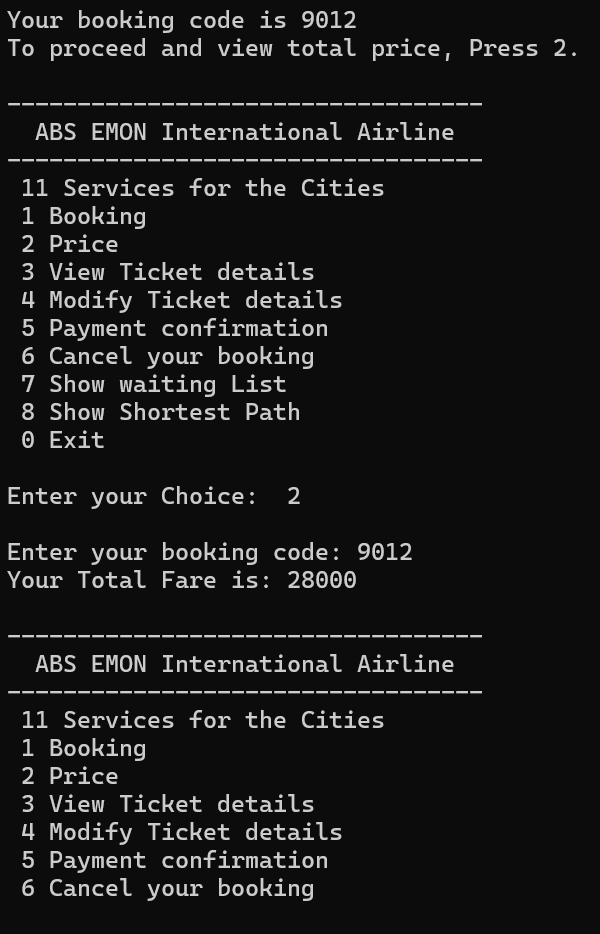 Your booking code is 9012
To proceed and view total price, Press 2.
----------------------------------
ABS EMON International Airline
----------------------------------
11 Services for the Cities
1 Booking
2 Price
3 View Ticket details
4 Modify Ticket details
5 Payment confirmation
6 Cancel your booking
7 Show waiting List
8 Show Shortest Path
0 Exit
Enter your Choice:  2
Enter your booking code: 9012
Your Total Fare is: 28000
----------------------------------
ABS EMON International Airline
----------------------------------
11 Services for the Cities
1 Booking
2 Price
3 View Ticket details
4 Modify Ticket details
5 Payment confirmation
6 Cancel your booking